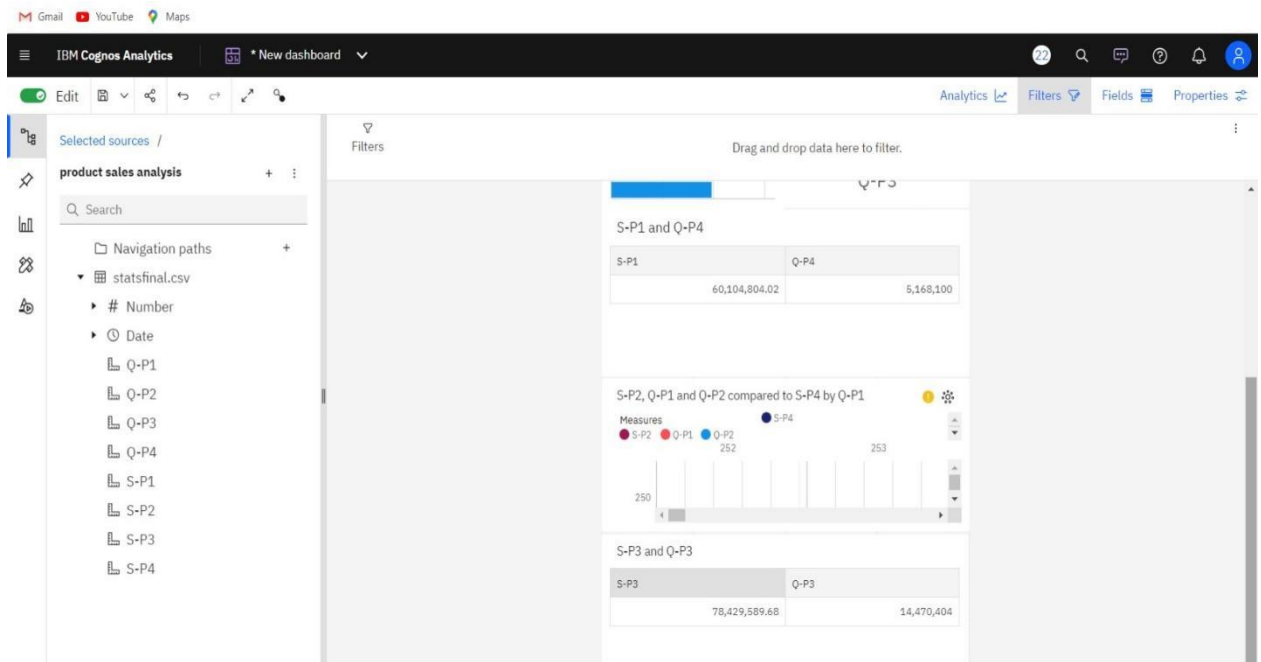 Gmail YouTube Maps
IBM Cognos Analytics * New dashboard 22
Edit Analytics Filters Fields Properties
Selected sources /
product sales analysis
Search
Navigation paths
statsfinal.csv
# Number
Date
Q-P1
Q-P2
Q-P3
Q-P4
S-P1
S-P2
S-P3
S-P4
Filters
Drag and drop data here to filter.
Q-P3
S-P1 and Q-P4
S-P1 Q-P4
60,104,804.02 5,168,100
S-P2, Q-P1 and Q-P2 compared to S-P4 by Q-P1
Measures S-P4
S-P2 Q-P1 Q-P2
252 253
250
S-P3 and Q-P3
S-P3 Q-P3
78,429,589.68 14,470,404